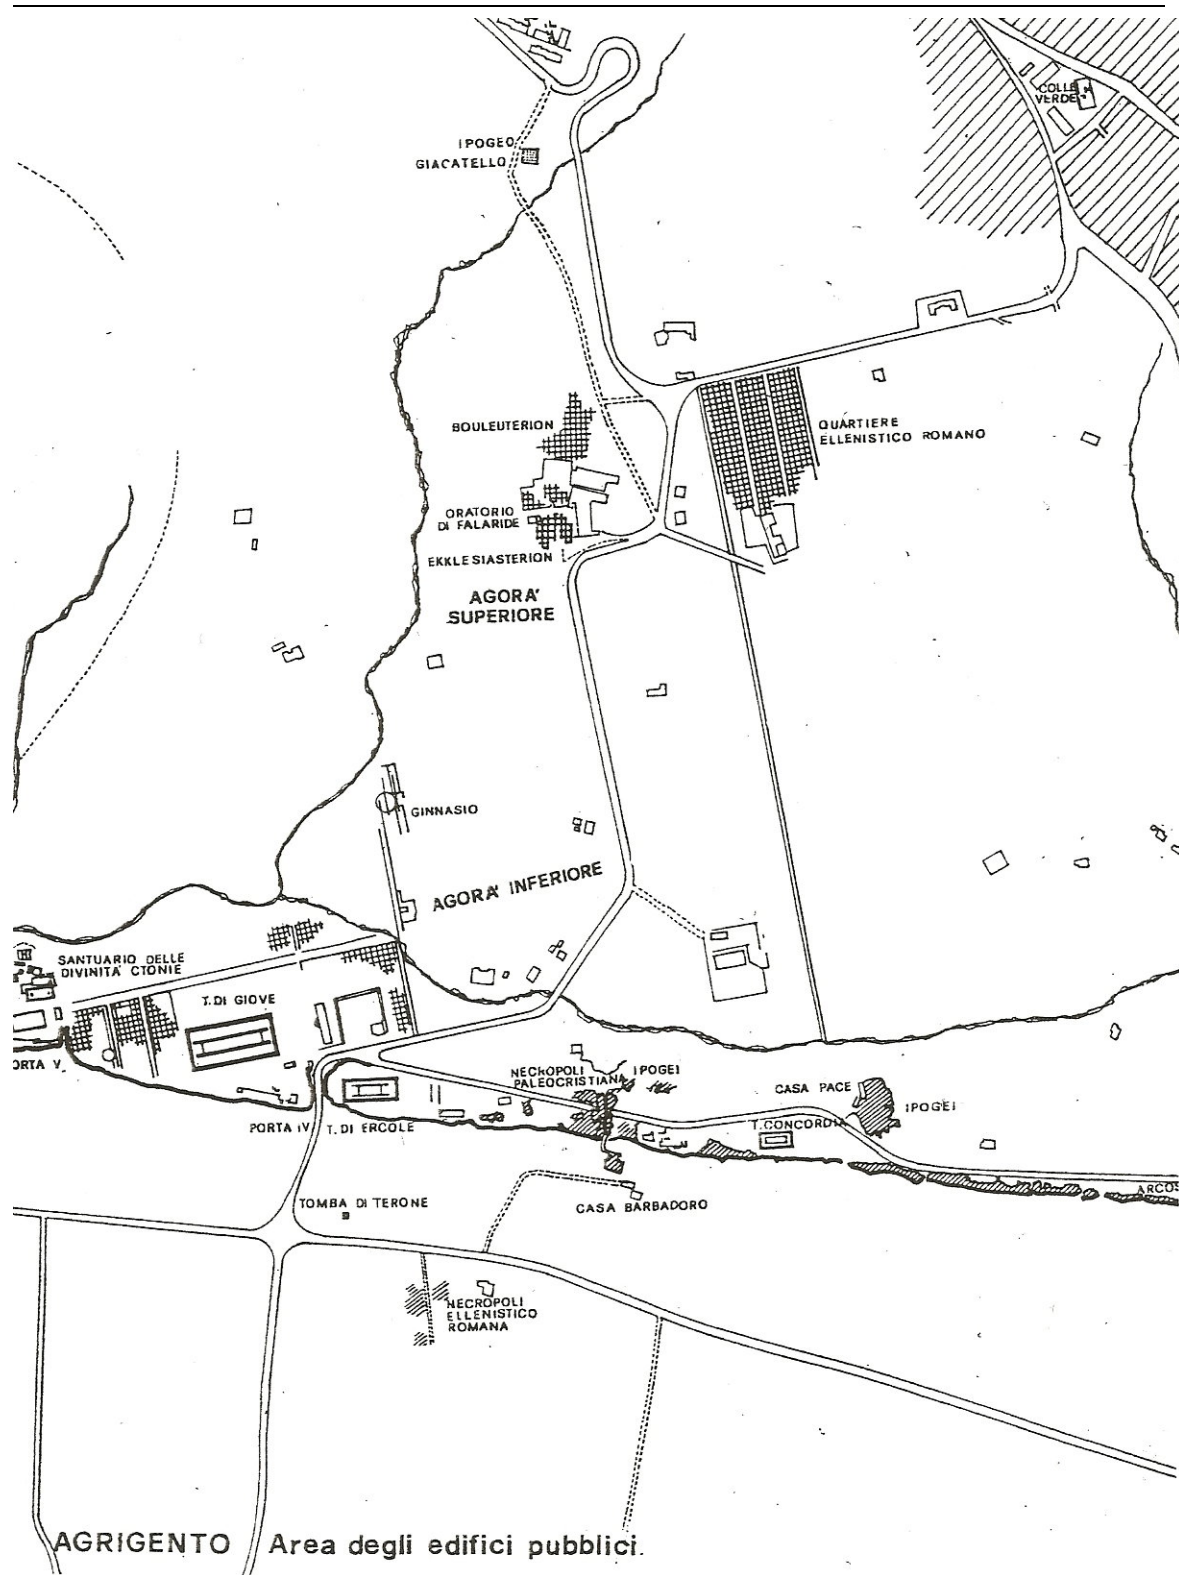 COLLE
VERDE
IPOGEO
GIACATELLO
BOULEUTERION
QUARTIERE
ELLENISTICO ROMANO
ORATORIO
DI FALARIDE
EKKLESIASTERION
AGORA'
SUPERIORE
GINNASIO
AGORA' INFERIORE
SANTUARIO DELLE
DIVINITA' CTONIE
T. DI GIOVE
ORTA V
NECROPOLI
PALEOCRISTIANA
IPOGEI
CASA PACE
IPOGEI
PORTA IV
T. DI ERCOLE
T. CONCORDIA
ARCOS
TOMBA DI TERONE
CASA BARBADORO
NECROPOLI
ELLENISTICO
ROMANA
AGRIGENTO Area degli edifici pubblici.